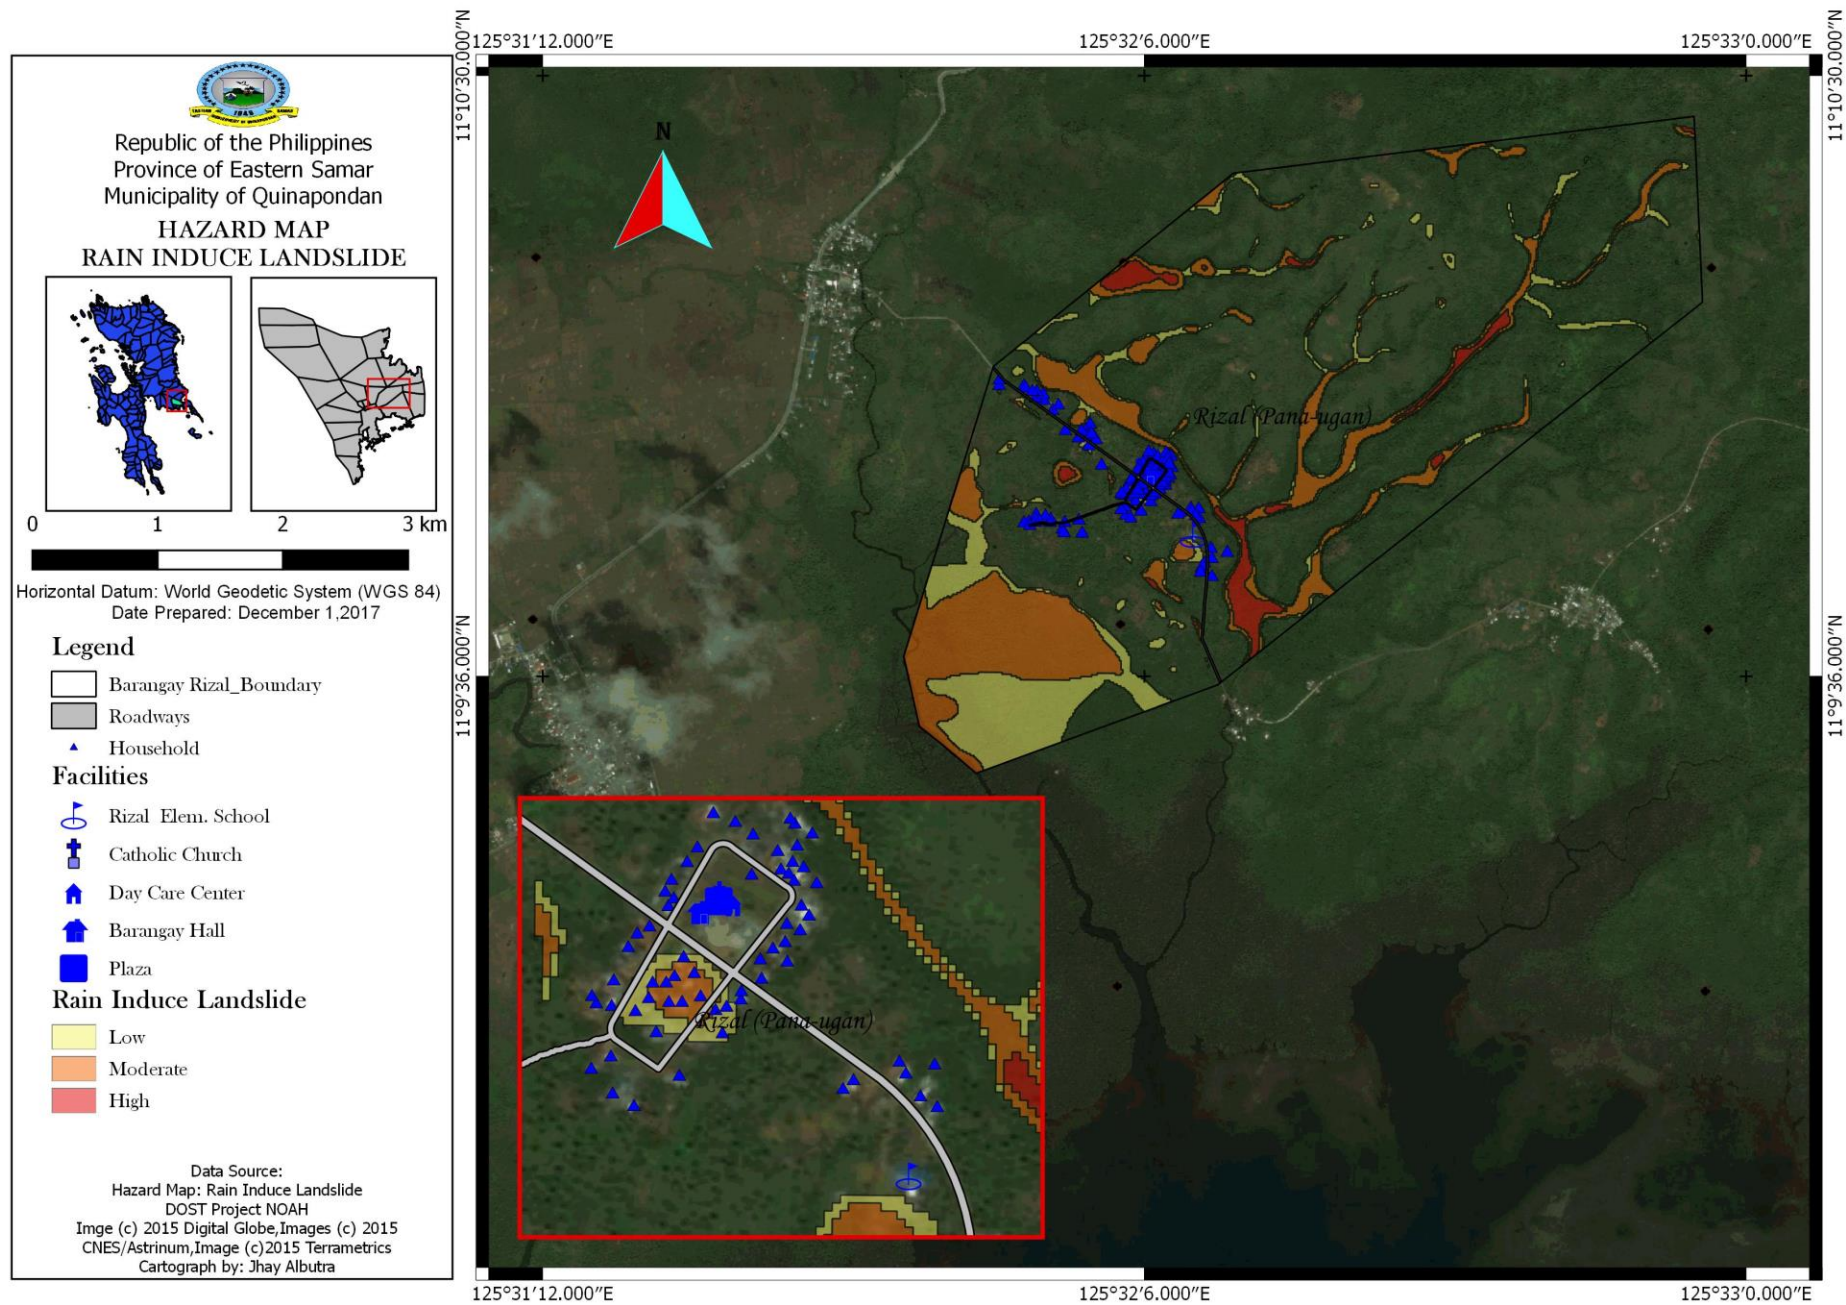 Republic of the Philippines
Province of Eastern Samar
Municipality of Quinapondan
HAZARD MAP
RAIN INDUCE LANDSLIDE
0 1 2 3 km
Horizontal Datum: World Geodetic System (WGS 84)
Date Prepared: December 1,2017
Legend
Barangay Rizal_Boundary
Roadways
Household
Facilities
Rizal Elem. School
Catholic Church
Day Care Center
Barangay Hall
Plaza
Rain Induce Landslide
Low
Moderate
High
Data Source:
Hazard Map: Rain Induce Landslide
DOST Project NOAH
Imge (c) 2015 Digital Globe,Images (c) 2015
CNES/Astrinum,Image (c)2015 Terrametrics
Cartograph by: Jhay Albutra
125°31′12.000″E 125°32′6.000″E 125°33′0.000″E
11°10′30.000″N
11°10′30.000″N
N
Rizal (Pana-ugan)
11°9′36.000″N
11°9′36.000″N
Rizal (Pana-ugan)
125°31′12.000″E 125°32′6.000″E 125°33′0.000″E